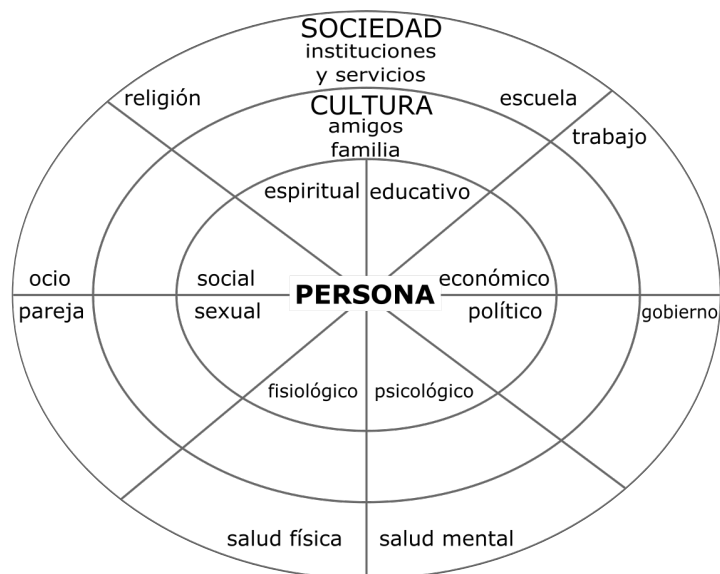 SOCIEDAD
instituciones
y servicios
religión
escuela
CULTURA
amigos
familia
trabajo
espiritual
educativo
ocio
social
económico
PERSONA
pareja
sexual
político
gobierno
fisiológico
psicológico
salud física
salud mental